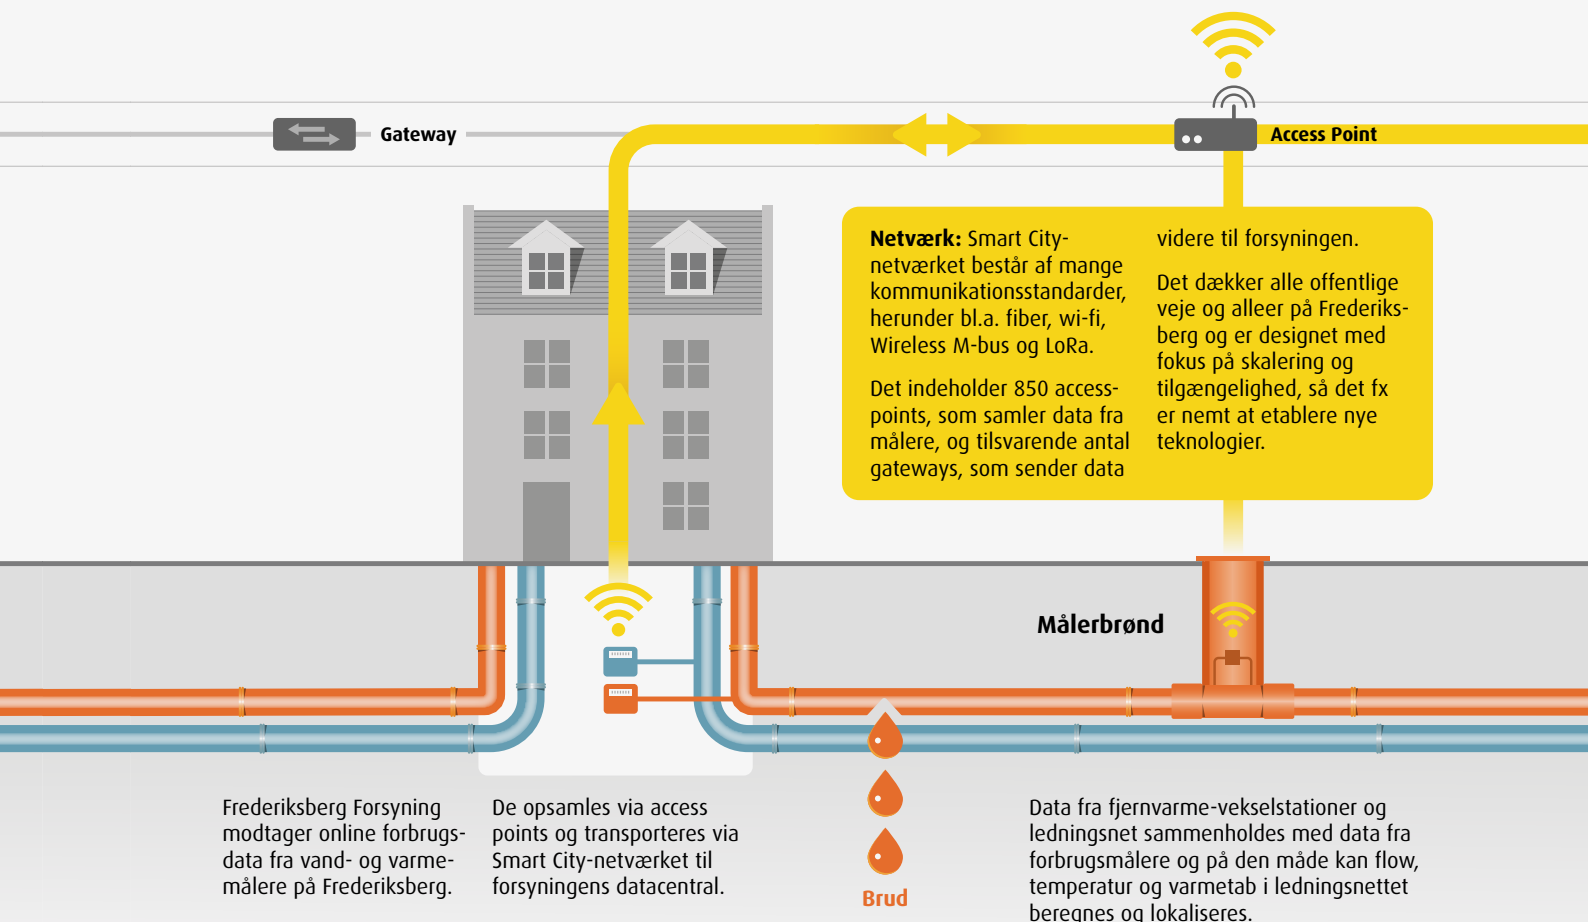 Gateway
Access Point
Netværk: Smart City-
netværket består af mange
kommunikationsstandarder,
herunder bl.a. fiber, wi-fi,
Wireless M-bus og LoRa.
Det indeholder 850 access-
points, som samler data fra
målere, og tilsvarende antal
gateways, som sender data
videre til forsyningen.
Det dækker alle offentlige
veje og alleer på Frederiks-
berg og er designet med
fokus på skalering og
tilgængelighed, så det fx
er nemt at etablere nye
teknologier.
Målerbrønd
Frederiksberg Forsyning
modtager online forbrugs-
data fra vand- og varme-
målere på Frederiksberg.
De opsamles via access
points og transporteres via
Smart City-netværket til
forsyningens datacentral.
Brud
Data fra fjernvarme-vekselstationer og
ledningsnet sammenholdes med data fra
forbrugsmålere og på den måde kan flow,
temperatur og varmetab i ledningsnettet
beregnes og lokaliseres.